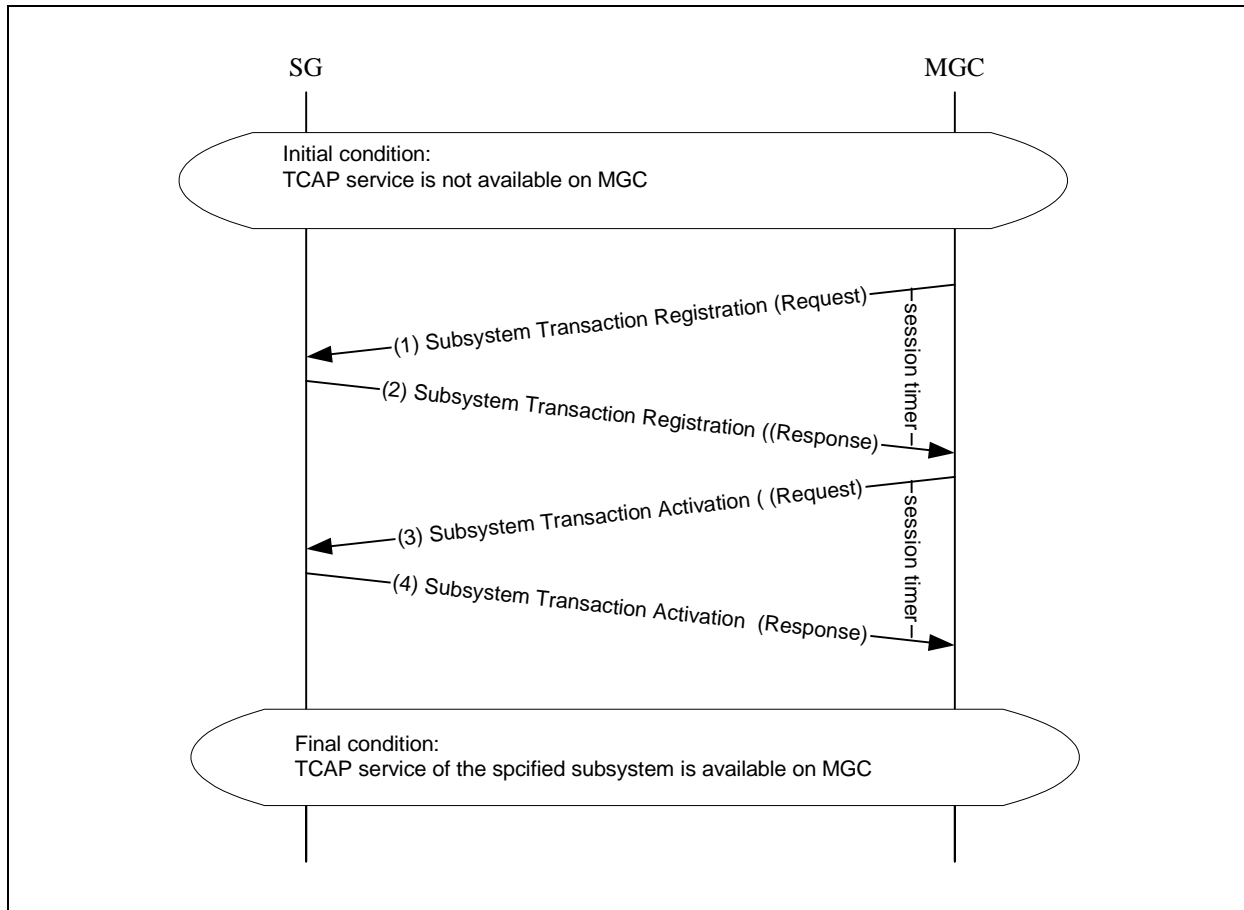 SG
MGC
Initial condition:
TCAP service is not available on MGC
(1) Subsystem Transaction Registration (Request)
session timer
(2) Subsystem Transaction Registration ((Response)
(3) Subsystem Transaction Activation ( (Request)
session timer
(4) Subsystem Transaction Activation (Response)
Final condition:
TCAP service of the spcified subsystem is available on MGC